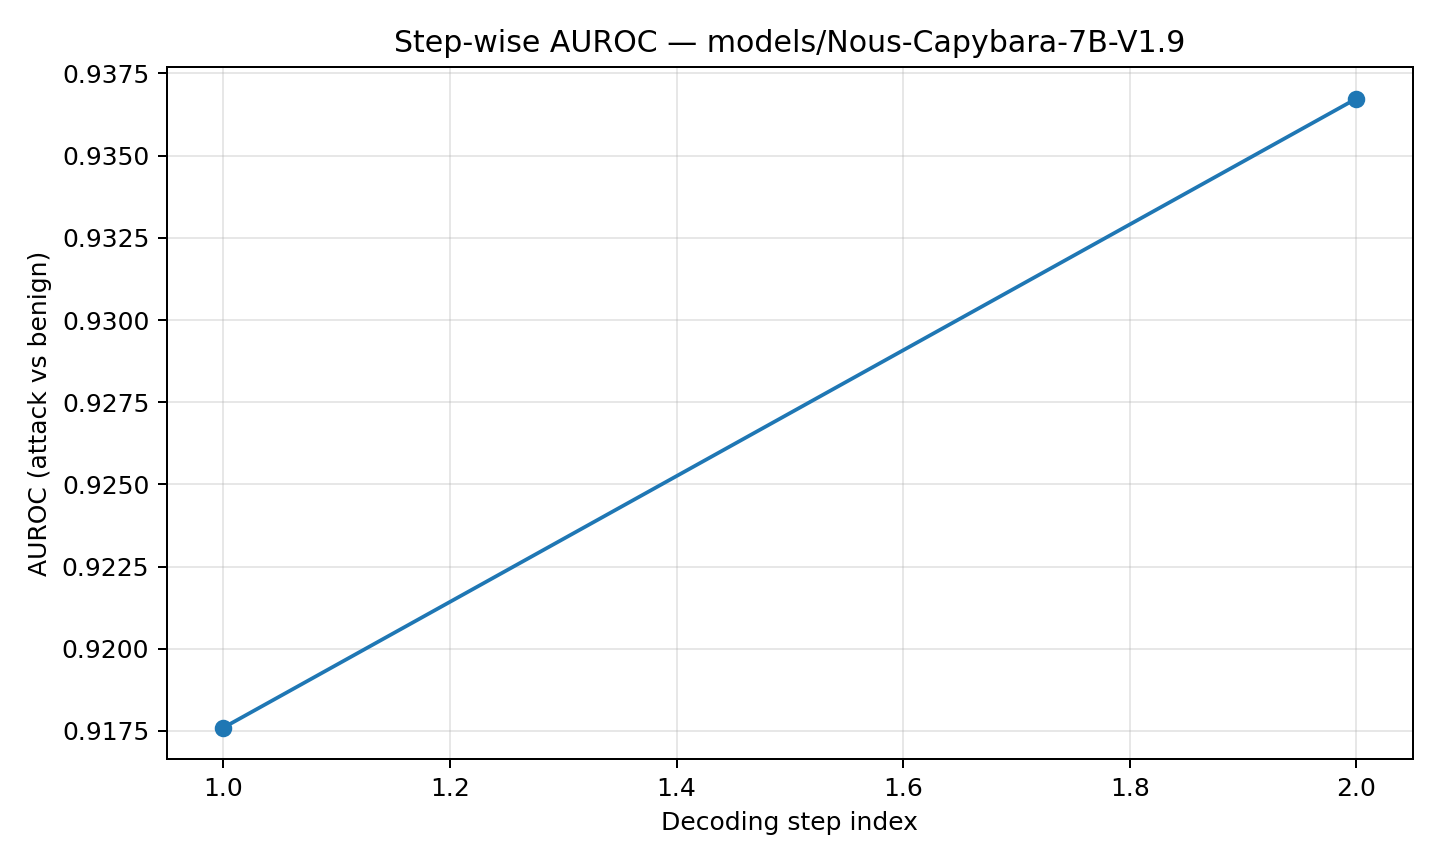 Step-wise AUROC — models/Nous-Capybara-7B-V1.9
AUROC (attack vs benign)
0.9375
0.9350
0.9325
0.9300
0.9275
0.9250
0.9225
0.9200
0.9175
1.0 1.2 1.4 1.6 1.8 2.0
Decoding step index